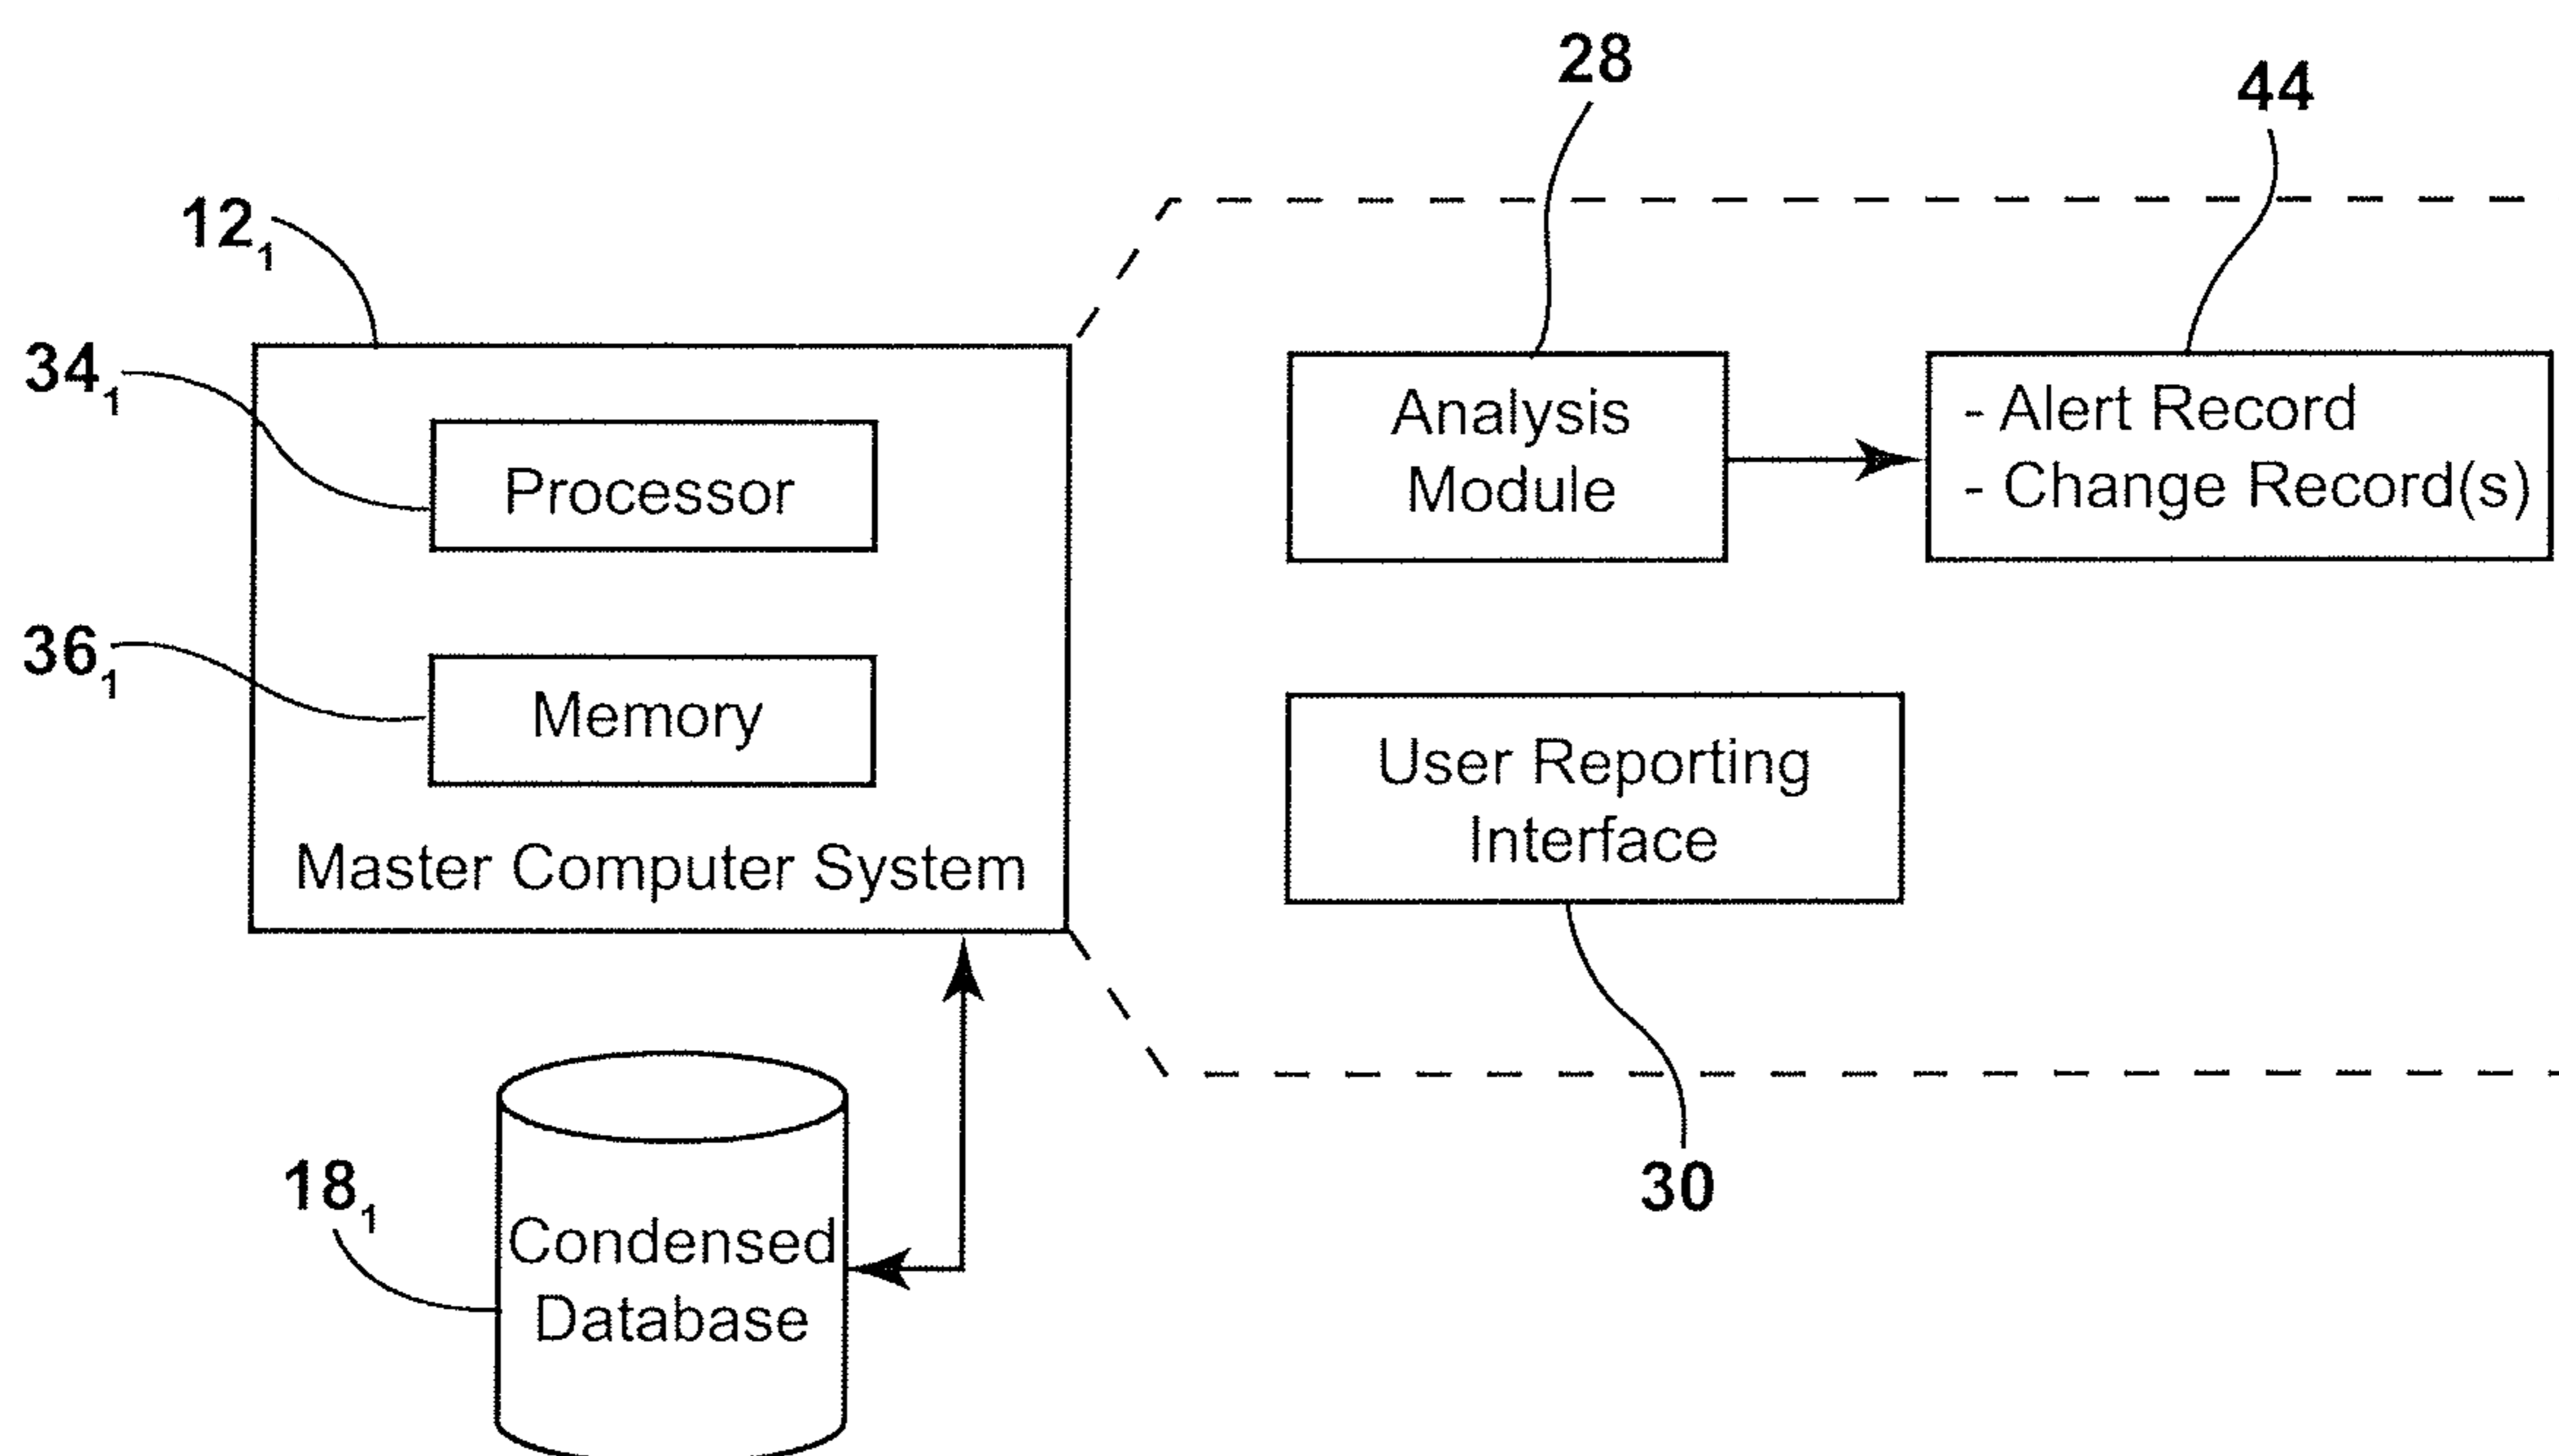 28
44
12₁
34₁
Processor
Analysis
Module
- Alert Record
- Change Record(s)
36₁
Memory
User Reporting
Interface
Master Computer System
18₁
Condensed
Database
30